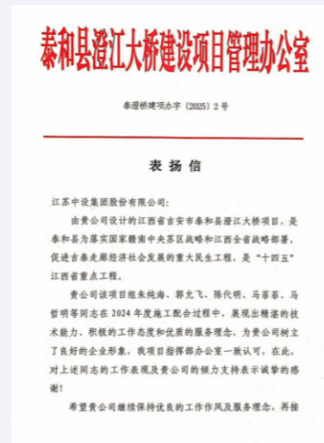 泰和县澄江大桥建设项目管理办公室
泰澄桥建项办字〔2025〕2号
表扬信
江苏中设集团股份有限公司：
由贵公司设计的江西省吉安市泰和县澄江大桥项目，是
泰和县为落实国家赣南中央苏区战略和江西全省战略部署，
促进吉泰走廊经济社会发展的重大民生工程，是“十四五”
江西省重点工程。
贵公司该项目组朱纯海、郭允飞、陈代明、马菲菲、马
哲明等同志在2024年度施工配合过程中，展现出精湛的技
术能力、积极的工作态度和优质的服务理念，为贵公司树立
了良好的企业形象，我项目指挥部办公室一致认可，在此，
对上述同志的工作表现及贵公司的倾力支持表示诚挚的感
谢！
希望贵公司继续保持优良的工作作风及服务理念，再接